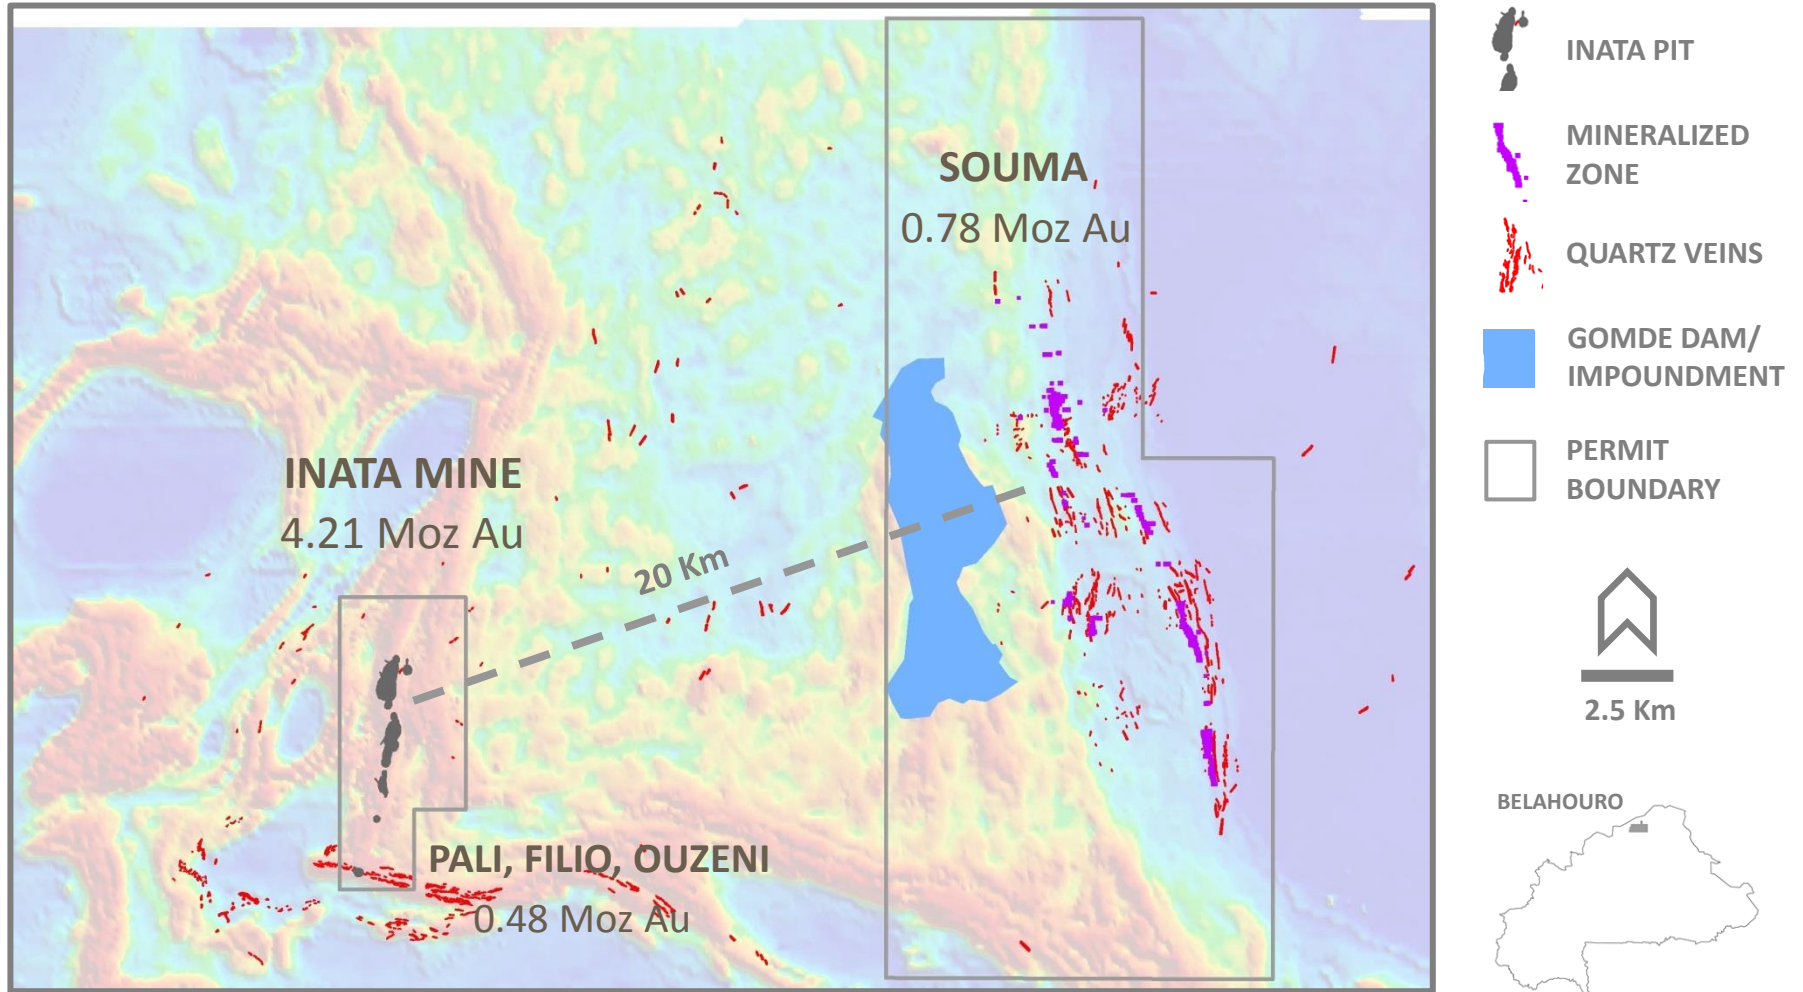 SOUMA
0.78 Moz Au
INATA MINE
4.21 Moz Au
20 Km
PALI, FILIO, OUZENI
0.48 Moz Au
INATA PIT
MINERALIZED
ZONE
QUARTZ VEINS
GOMDE DAM/
IMPOUNDMENT
PERMIT
BOUNDARY
2.5 Km
BELAHOURO